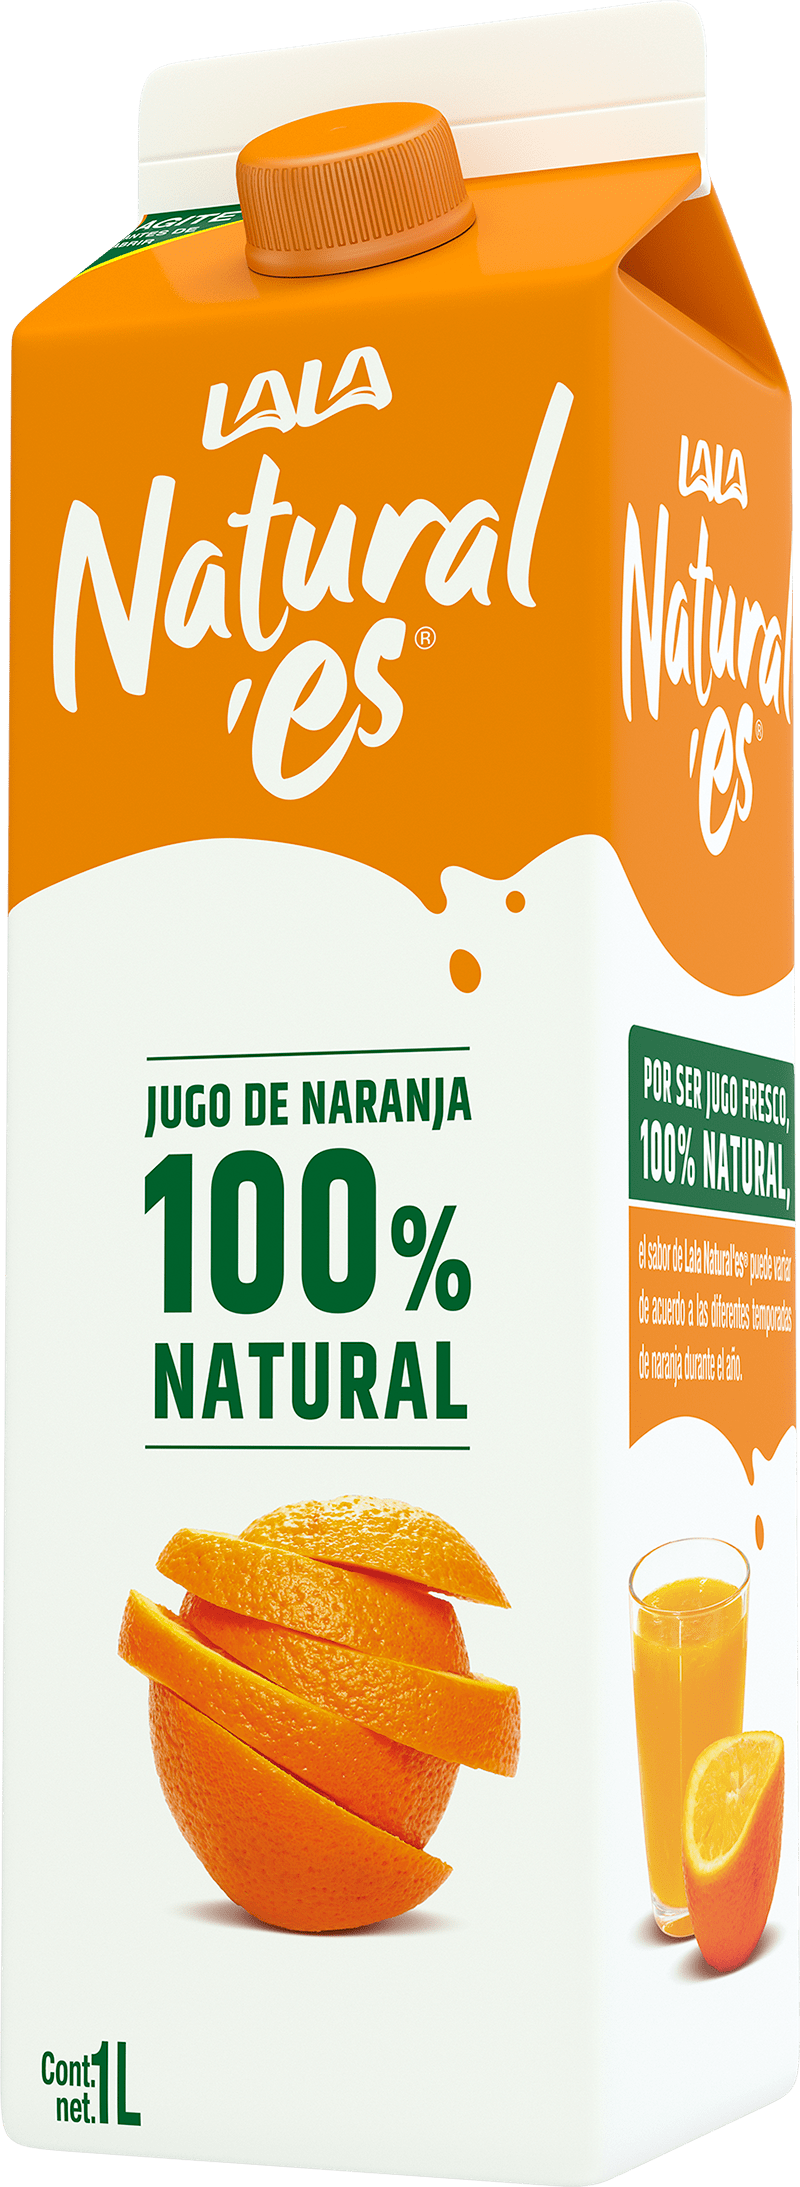 AGITE
ANTES DE
ABRIR
LALA
Natural
'es®
JUGO DE NARANJA
100%
NATURAL
Cont.
net. 1L
LALA
Natural
'es®
POR SER JUGO FRESCO,
100% NATURAL,
el sabor de Lala Natural'es® puede variar
de acuerdo a las diferentes temporadas
de naranja durante el año.